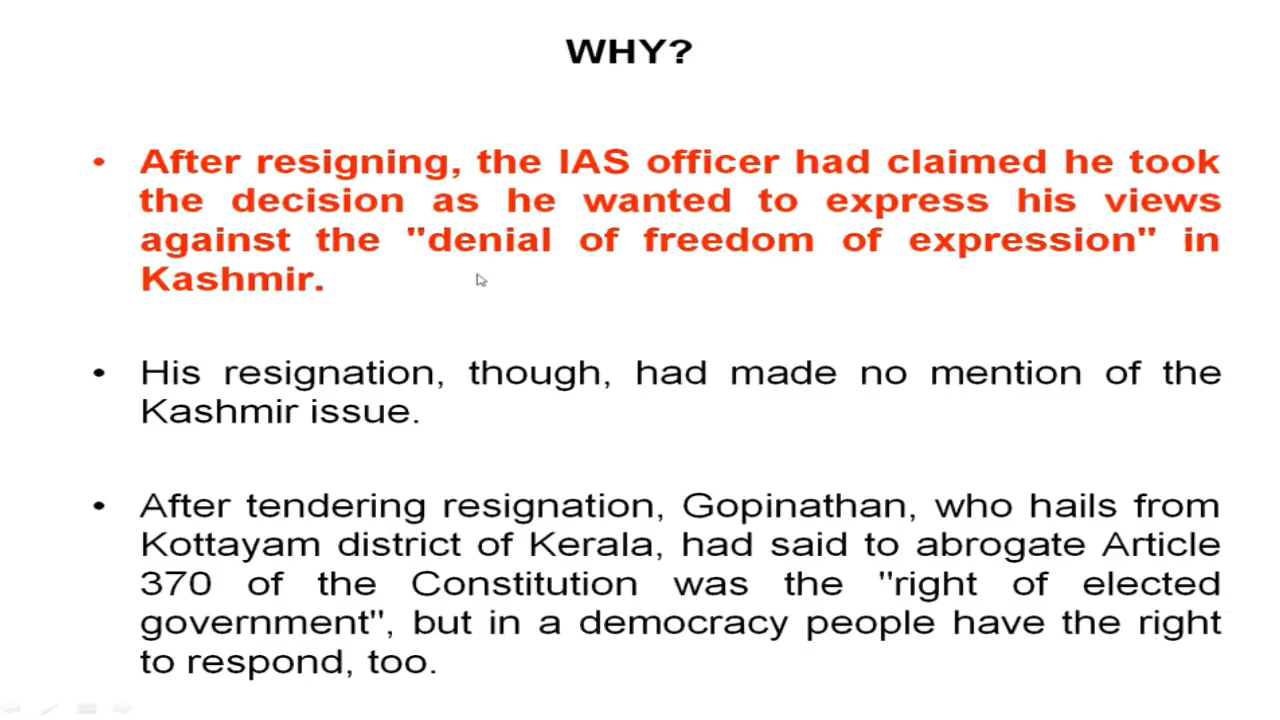 WHY?
• After resigning, the IAS officer had claimed he took
the decision as he wanted to express his views
against the "denial of freedom of expression" in
Kashmir.
• His resignation, though, had made no mention of the
Kashmir issue.
• After tendering resignation, Gopinathan, who hails from
Kottayam district of Kerala, had said to abrogate Article
370 of the Constitution was the "right of elected
government", but in a democracy people have the right
to respond, too.